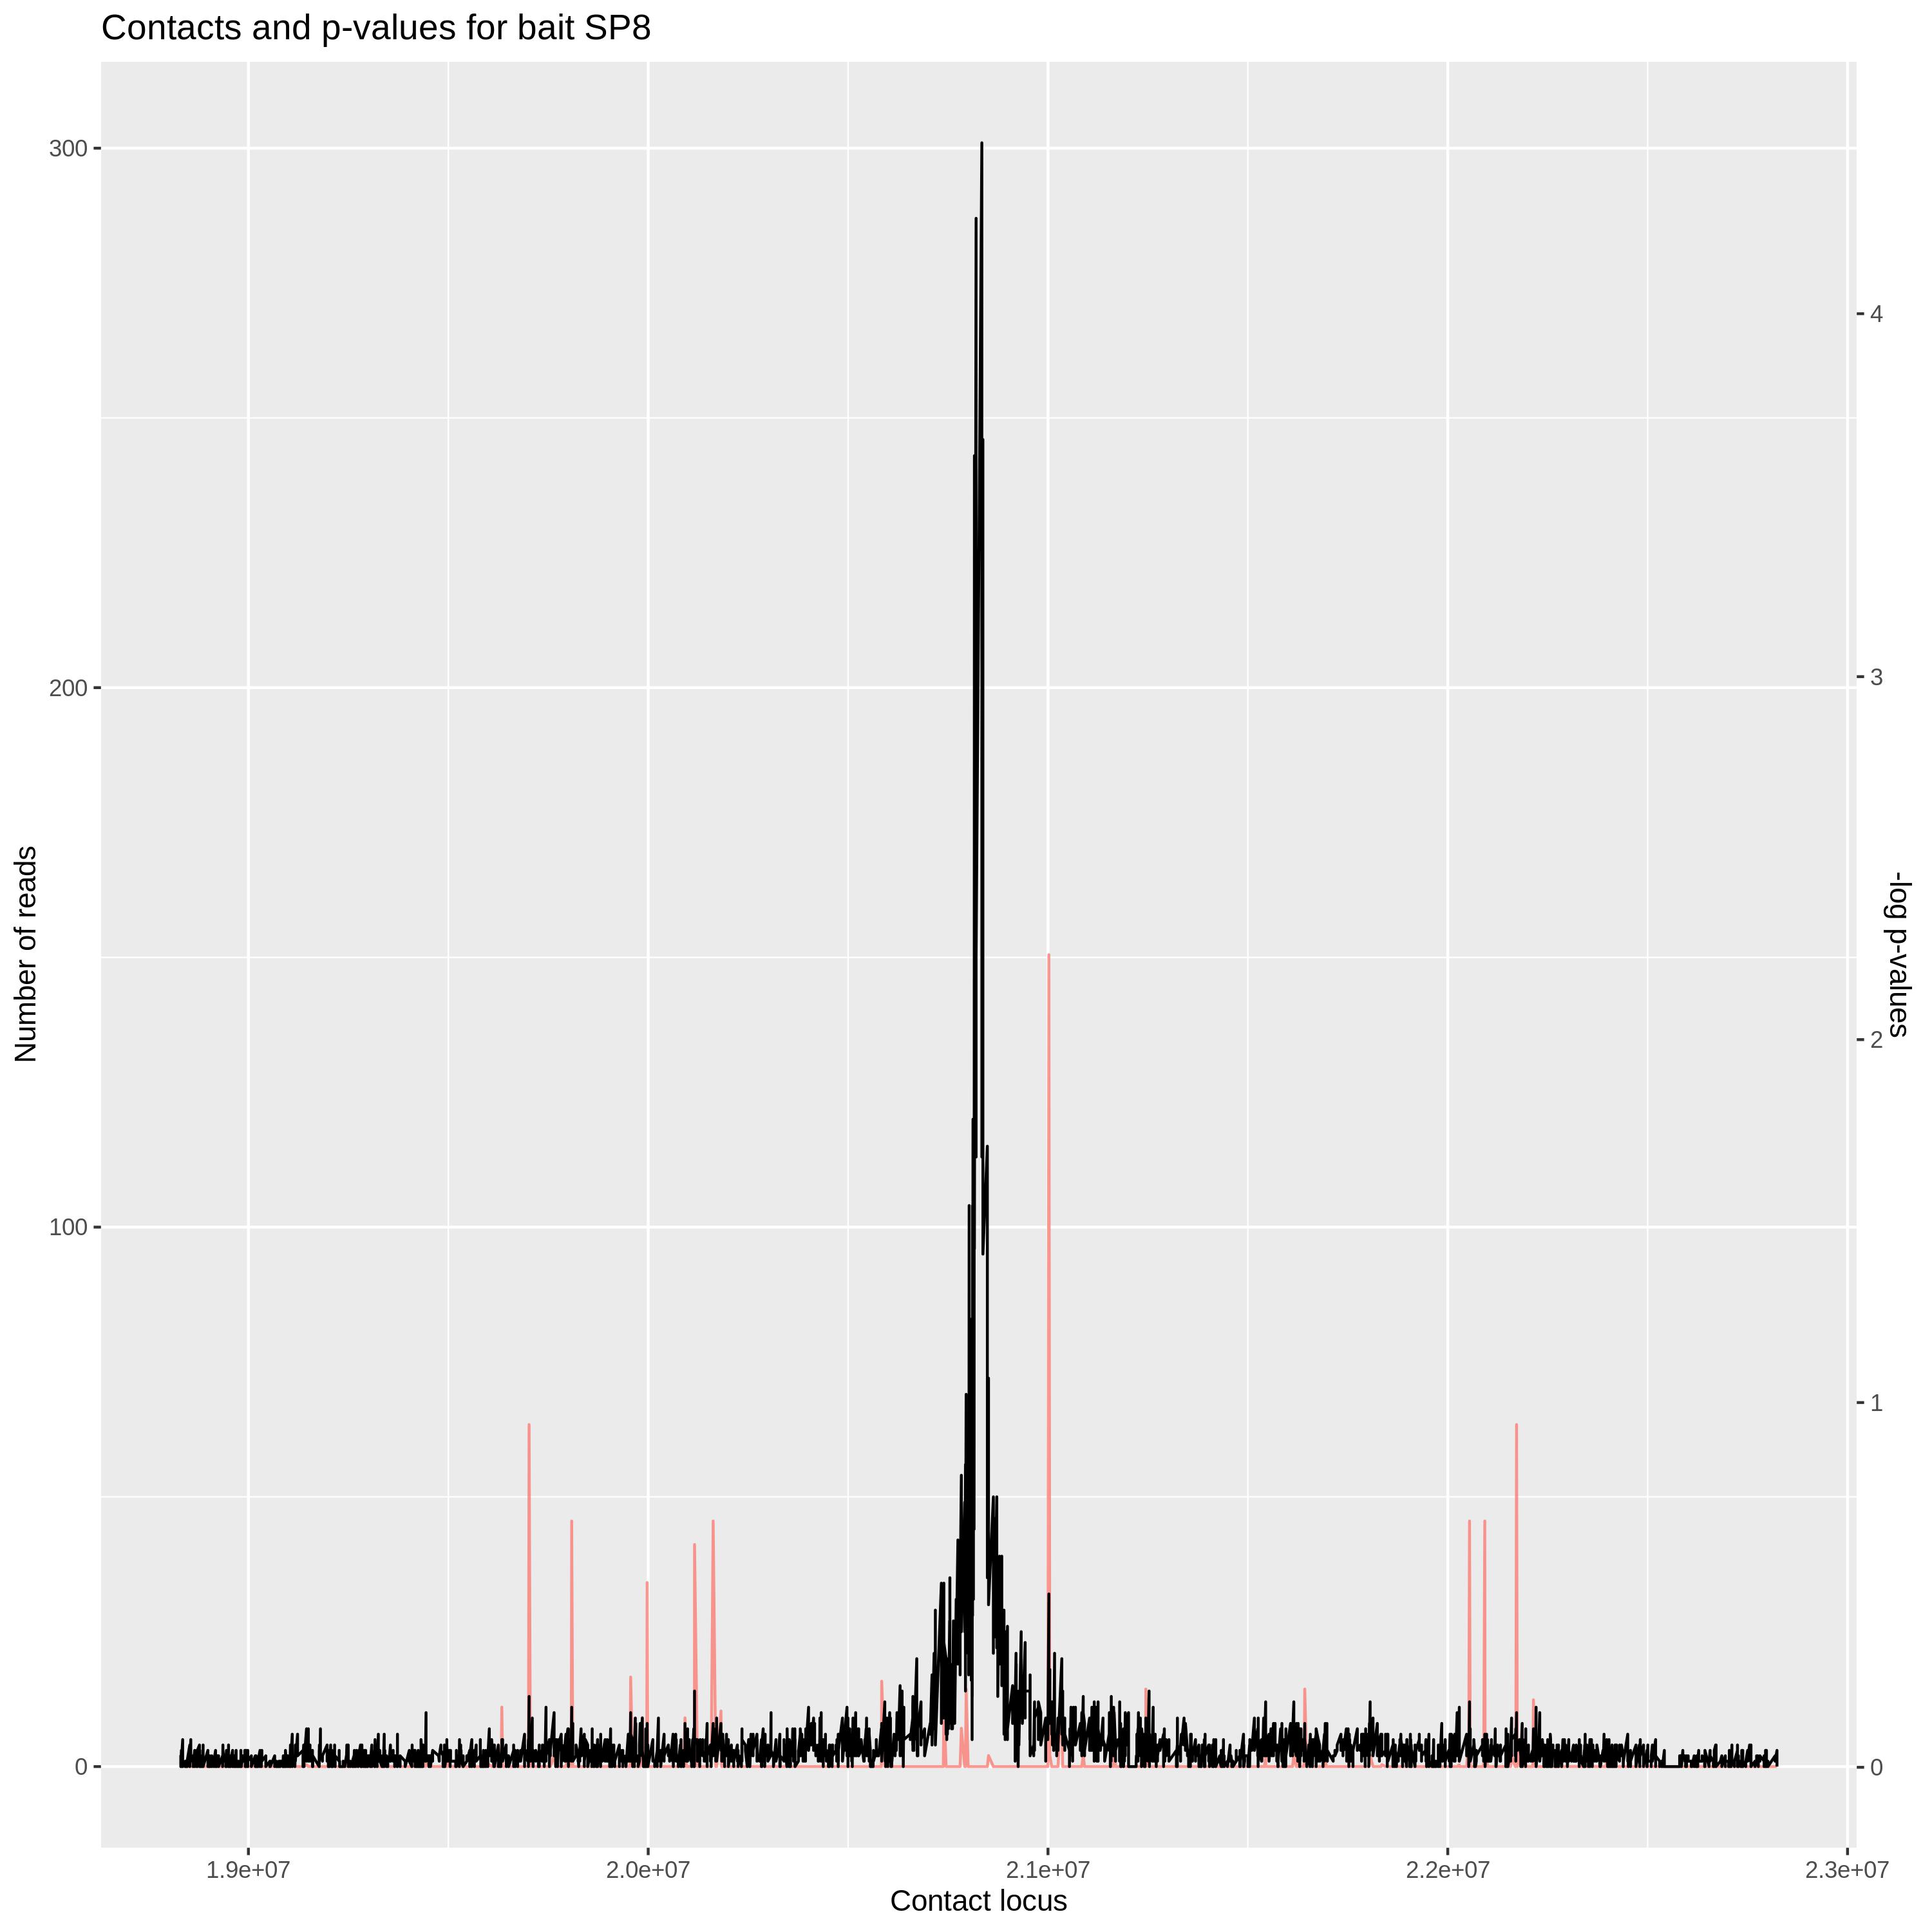 Contacts and p-values for bait SP8
300
200
100
0
Number of reads
4
3
2
1
0
-log p-values
1.9e+07 2.0e+07 2.1e+07 2.2e+07 2.3e+07
Contact locus